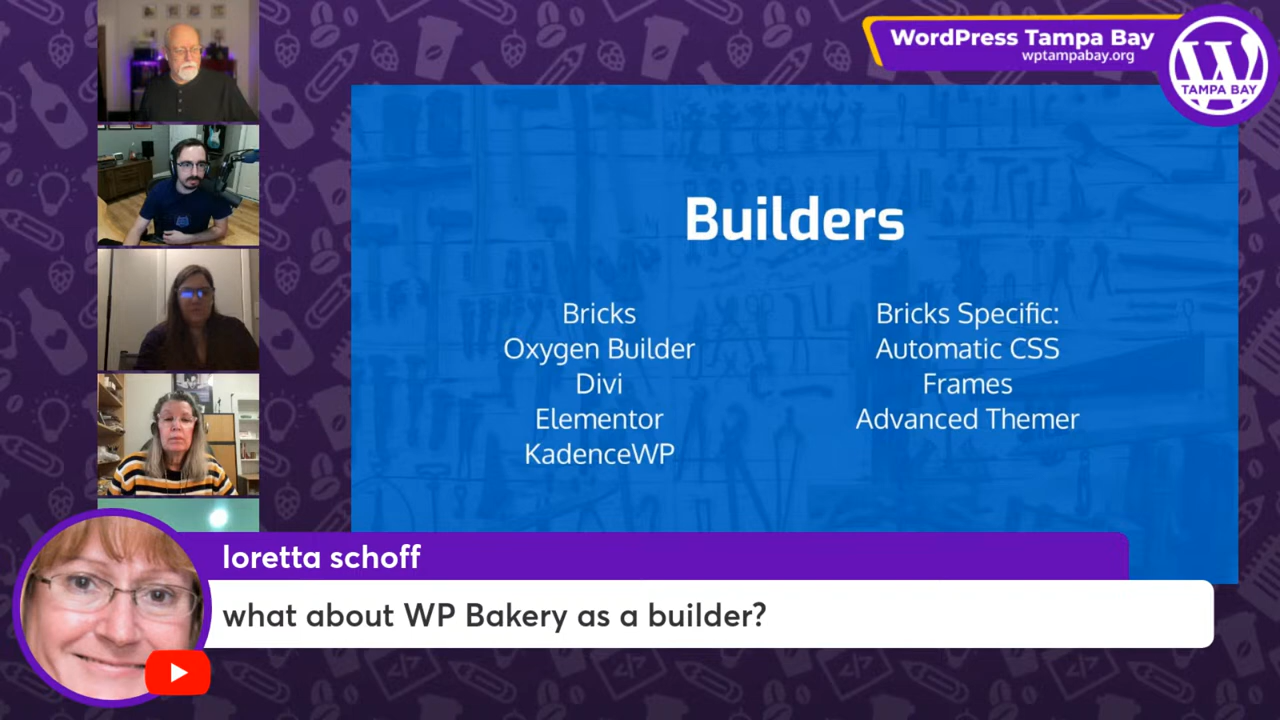 WordPress Tampa Bay
wptampabay.org
W
TAMPA BAY
Builders
Bricks
Oxygen Builder
Divi
Elementor
KadenceWP
Bricks Specific:
Automatic CSS
Frames
Advanced Themer
loretta schoff
what about WP Bakery as a builder?